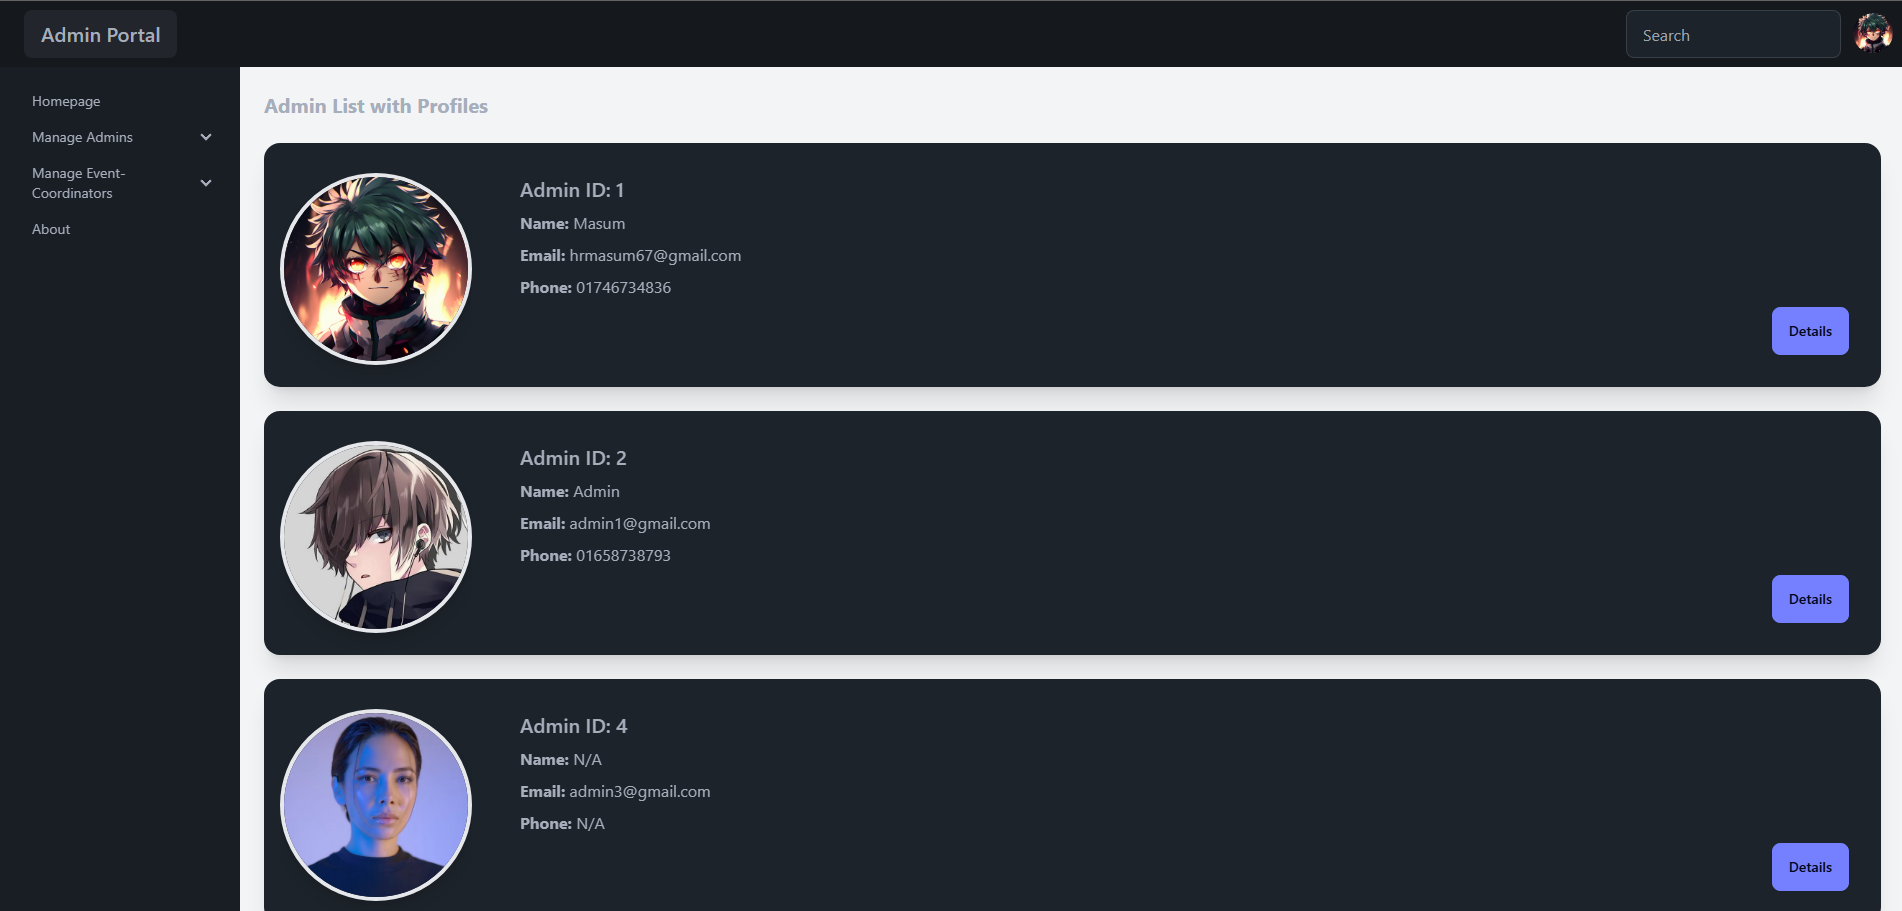 Admin Portal
Search
Homepage
Manage Admins
Manage Event-
Coordinators
About
Admin List with Profiles
Admin ID: 1
Name: Masum
Email: hrmasum67@gmail.com
Phone: 01746734836
Details
Admin ID: 2
Name: Admin
Email: admin1@gmail.com
Phone: 01658738793
Details
Admin ID: 4
Name: N/A
Email: admin3@gmail.com
Phone: N/A
Details